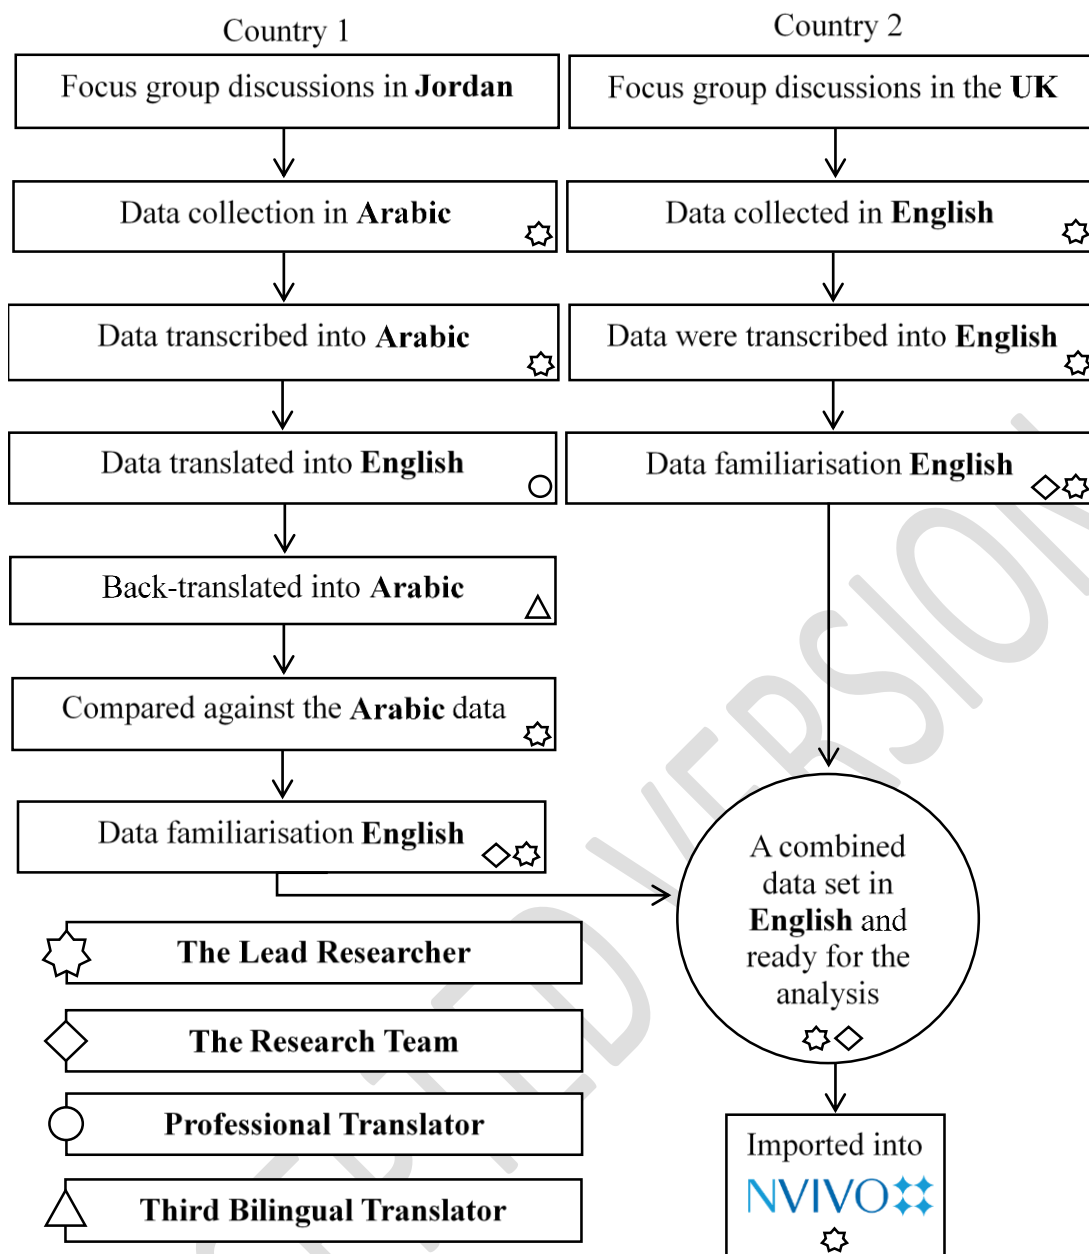 Country 1
Country 2
Focus group discussions in Jordan
Focus group discussions in the UK
Data collection in Arabic
Data collected in English
Data transcribed into Arabic
Data were transcribed into English
Data translated into English
Data familiarisation English
Back-translated into Arabic
Compared against the Arabic data
Data familiarisation English
A combined
data set in
English and
ready for the
analysis
The Lead Researcher
The Research Team
Professional Translator
Third Bilingual Translator
Imported into
NVIVO
VERSION